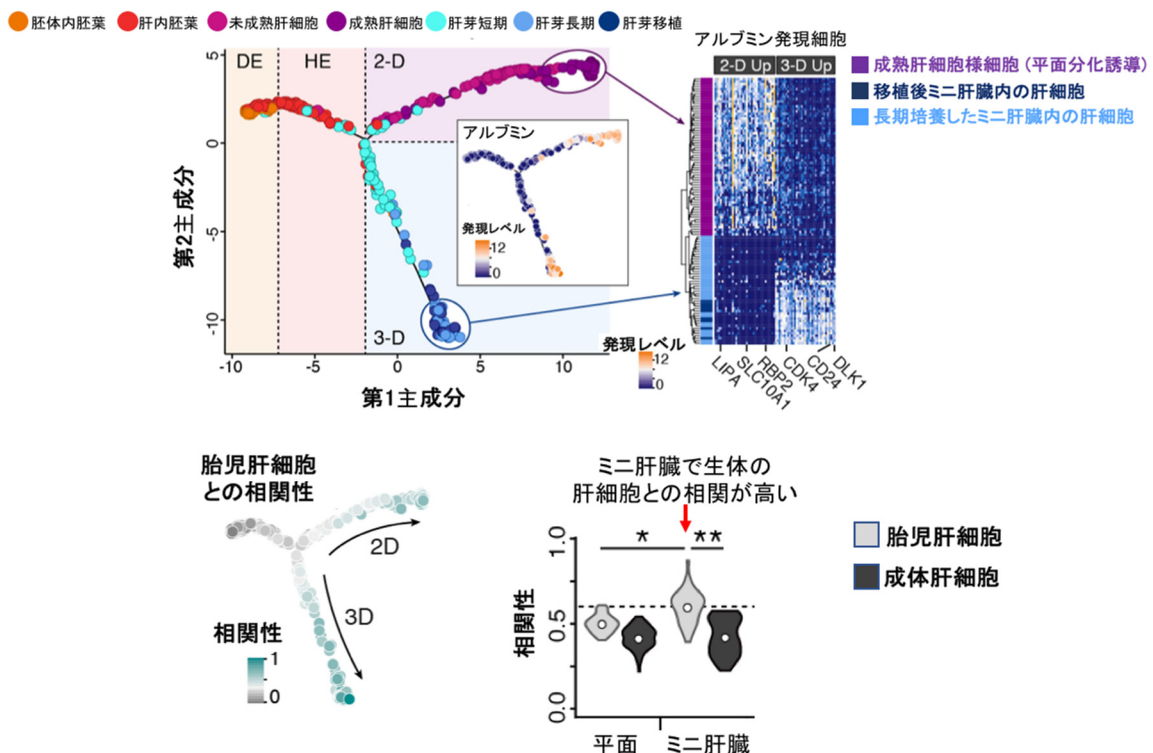 胚体内胚葉 肝内胚葉 未成熟肝細胞 成熟肝細胞 肝芽短期 肝芽長期 肝芽移植
アルブミン発現細胞
DE HE 2-D
2-D Up 3-D Up
成熟肝細胞様細胞 (平面分化誘導)
移植後ミニ肝臓内の肝細胞
長期培養したミニ肝臓内の肝細胞
5
0
-5
-10
第2主成分
アルブミン
発現レベル
12
0
3-D
-10 -5 0 5 10
第1主成分
発現レベル
12
0
LIPA
SLC10A1
RBP2
CDK4
CD24
DLK1
胎児肝細胞
との相関性
2D
3D
相関性
1
0
ミニ肝臓で生体の
肝細胞との相関が高い
* **
1.0
0.5
0.0
相関性
平面 ミニ肝臓
胎児肝細胞
成体肝細胞